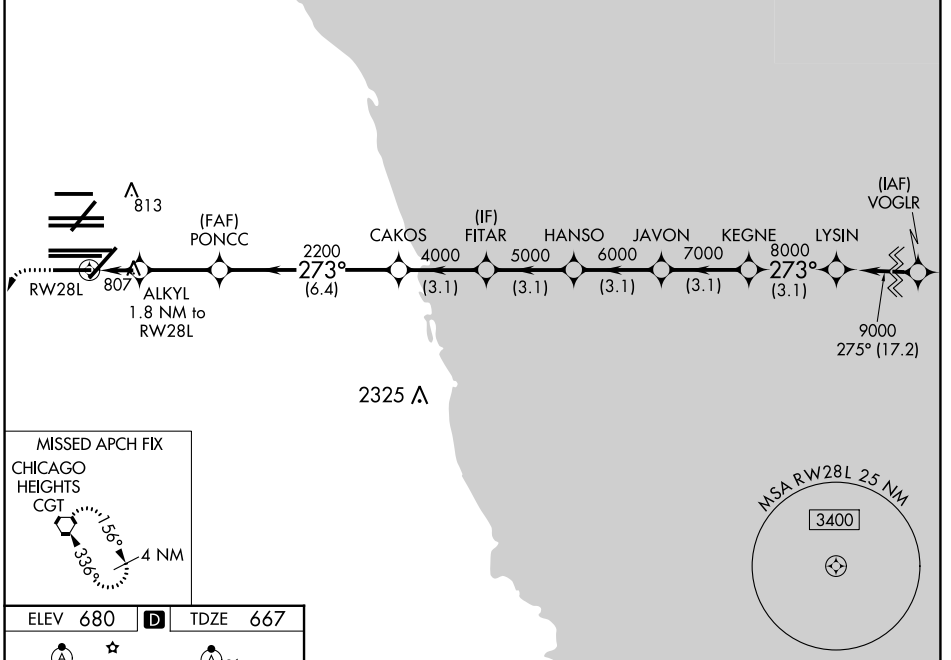 (IAF)
VOGLR
813
(FAF)
PONCC
2200
273°
(6.4)
CAKOS
4000
(3.1)
(IF)
FITAR
5000
(3.1)
HANSO
6000
(3.1)
JAVON
7000
(3.1)
KEGNE
8000
273°
(3.1)
LYSIN
9000
275° (17.2)
RW28L
807
ALKYL
1.8 NM to
RW28L
2325
MISSED APCH FIX
CHICAGO
HEIGHTS
CGT
156°
336°
4 NM
MSA RW28L 25 NM
3400
ELEV 680
D
TDZE 667
A
A